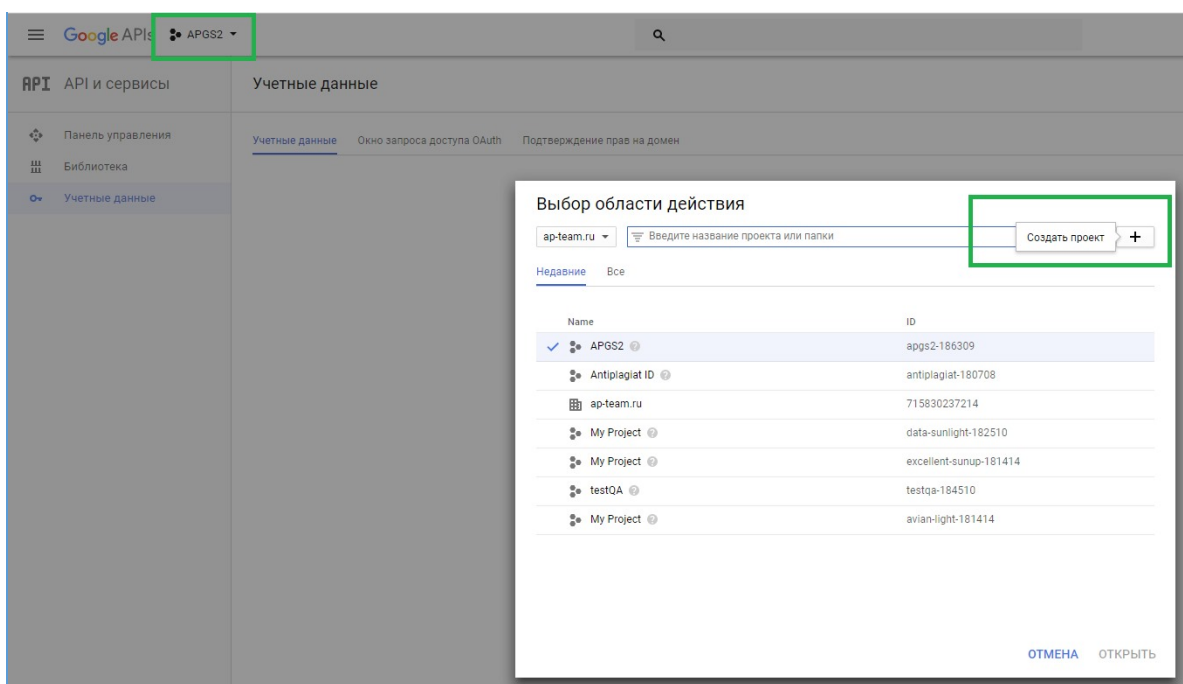 Google APIs APGS2
API API и сервисы
Учетные данные
Панель управления
Библиотека
Учетные данные
Учетные данные Окно запроса доступа OAuth Подтверждение прав на домен
Выбор области действия
ap-team.ru Введите название проекта или папки Создать проект +
Недавние Все
Name ID
APGS2 apgs2-186309
Antiplagiat ID antiplagiat-180708
ap-team.ru 715830237214
My Project data-sunlight-182510
My Project excellent-sunup-181414
testQA testqa-184510
My Project avian-light-181414
ОТМЕНА ОТКРЫТЬ